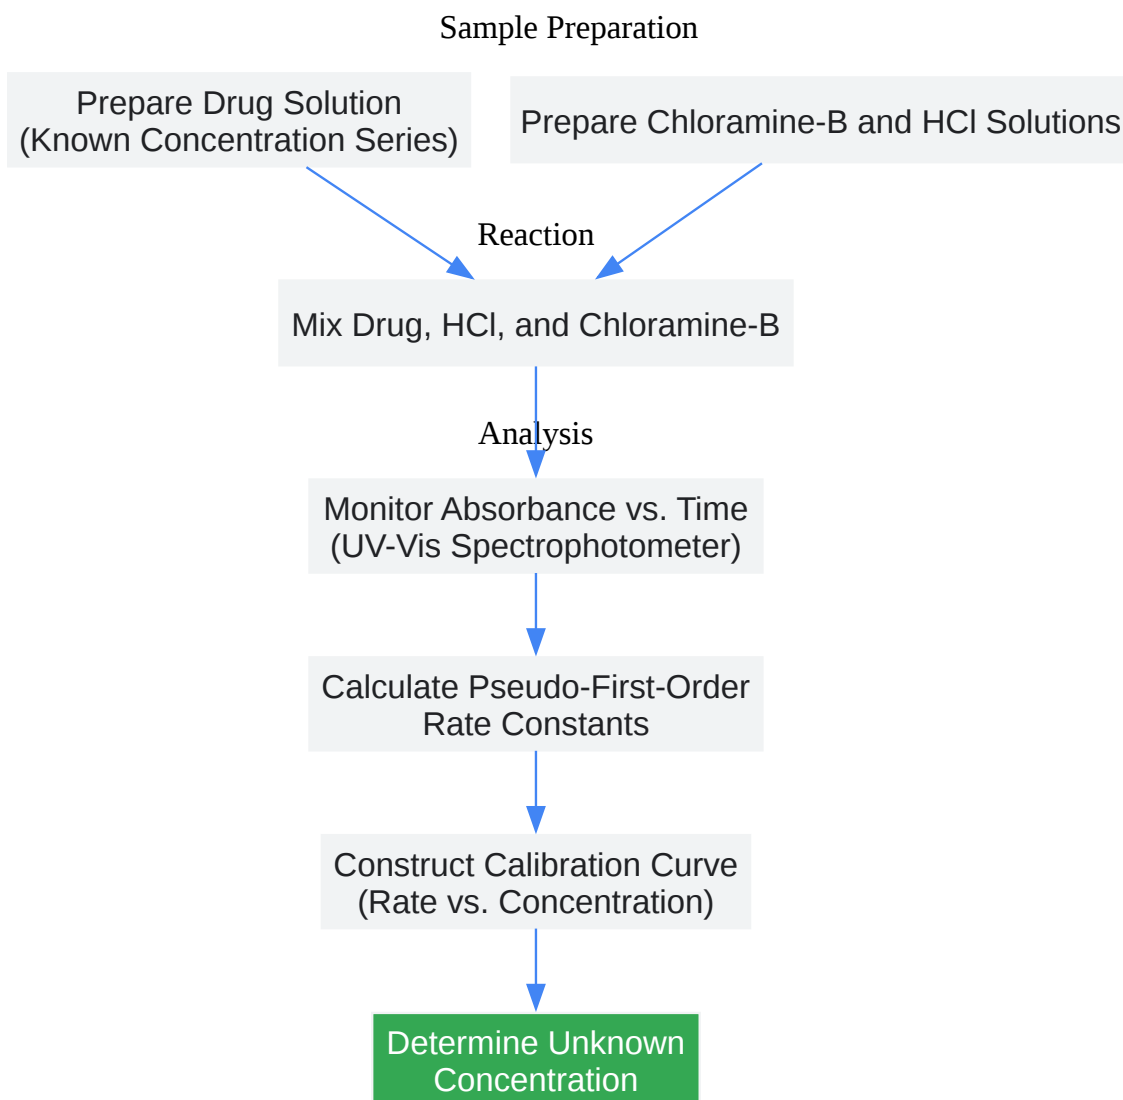 Sample Preparation
Prepare Drug Solution
(Known Concentration Series)
Prepare Chloramine-B and HCl Solutions
Reaction
Mix Drug, HCl, and Chloramine-B
Analysis
Monitor Absorbance vs. Time
(UV-Vis Spectrophotometer)
Calculate Pseudo-First-Order
Rate Constants
Construct Calibration Curve
(Rate vs. Concentration)
Determine Unknown
Concentration